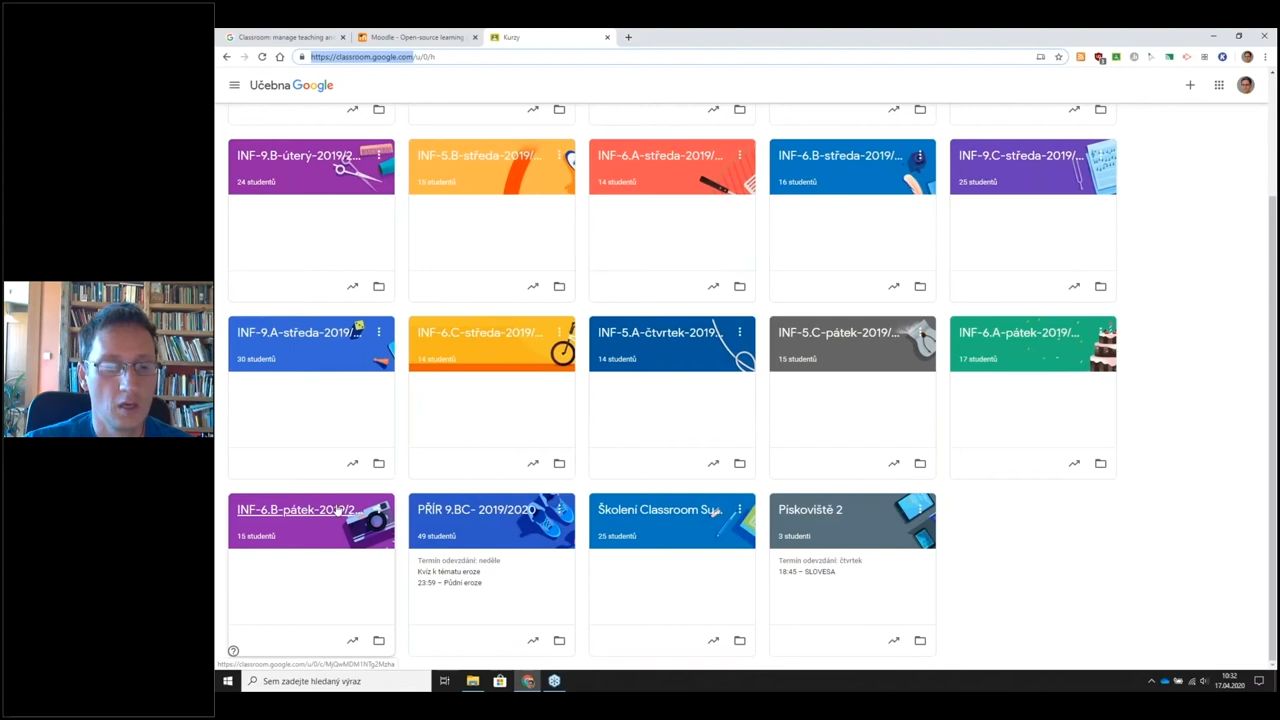 Classroom: manage teaching an
Moodle - Open-source learning
Kurzy
https://classroom.google.com/u/0/h
Učebna Google
INF-9.B-úterý-2019/2...
24 studentů
INF-5.B-středa-2019/...
15 studentů
INF-6.A-středa-2019/...
14 studentů
INF-6.B-středa-2019/...
16 studentů
INF-9.C-středa-2019/...
25 studentů
INF-9.A-středa-2019/...
30 studentů
INF-6.C-středa-2019/...
14 studentů
INF-5.A-čtvrtek-2019...
14 studentů
INF-5.C-pátek-2019/...
15 studentů
INF-6.A-pátek-2019/...
17 studentů
INF-6.B-pátek-2019/2...
15 studentů
PŘÍR 9.BC- 2019/2020
49 studentů
Termín odevzdání: neděle
Kvíz k tématu eroze
23:59 – Půdní eroze
Školení Classroom Su...
25 studentů
Pískoviště 2
3 studenti
Termín odevzdání: čtvrtek
18:45 – SLOVESA
Sem zadejte hledaný výraz
10:32
17.04.2020